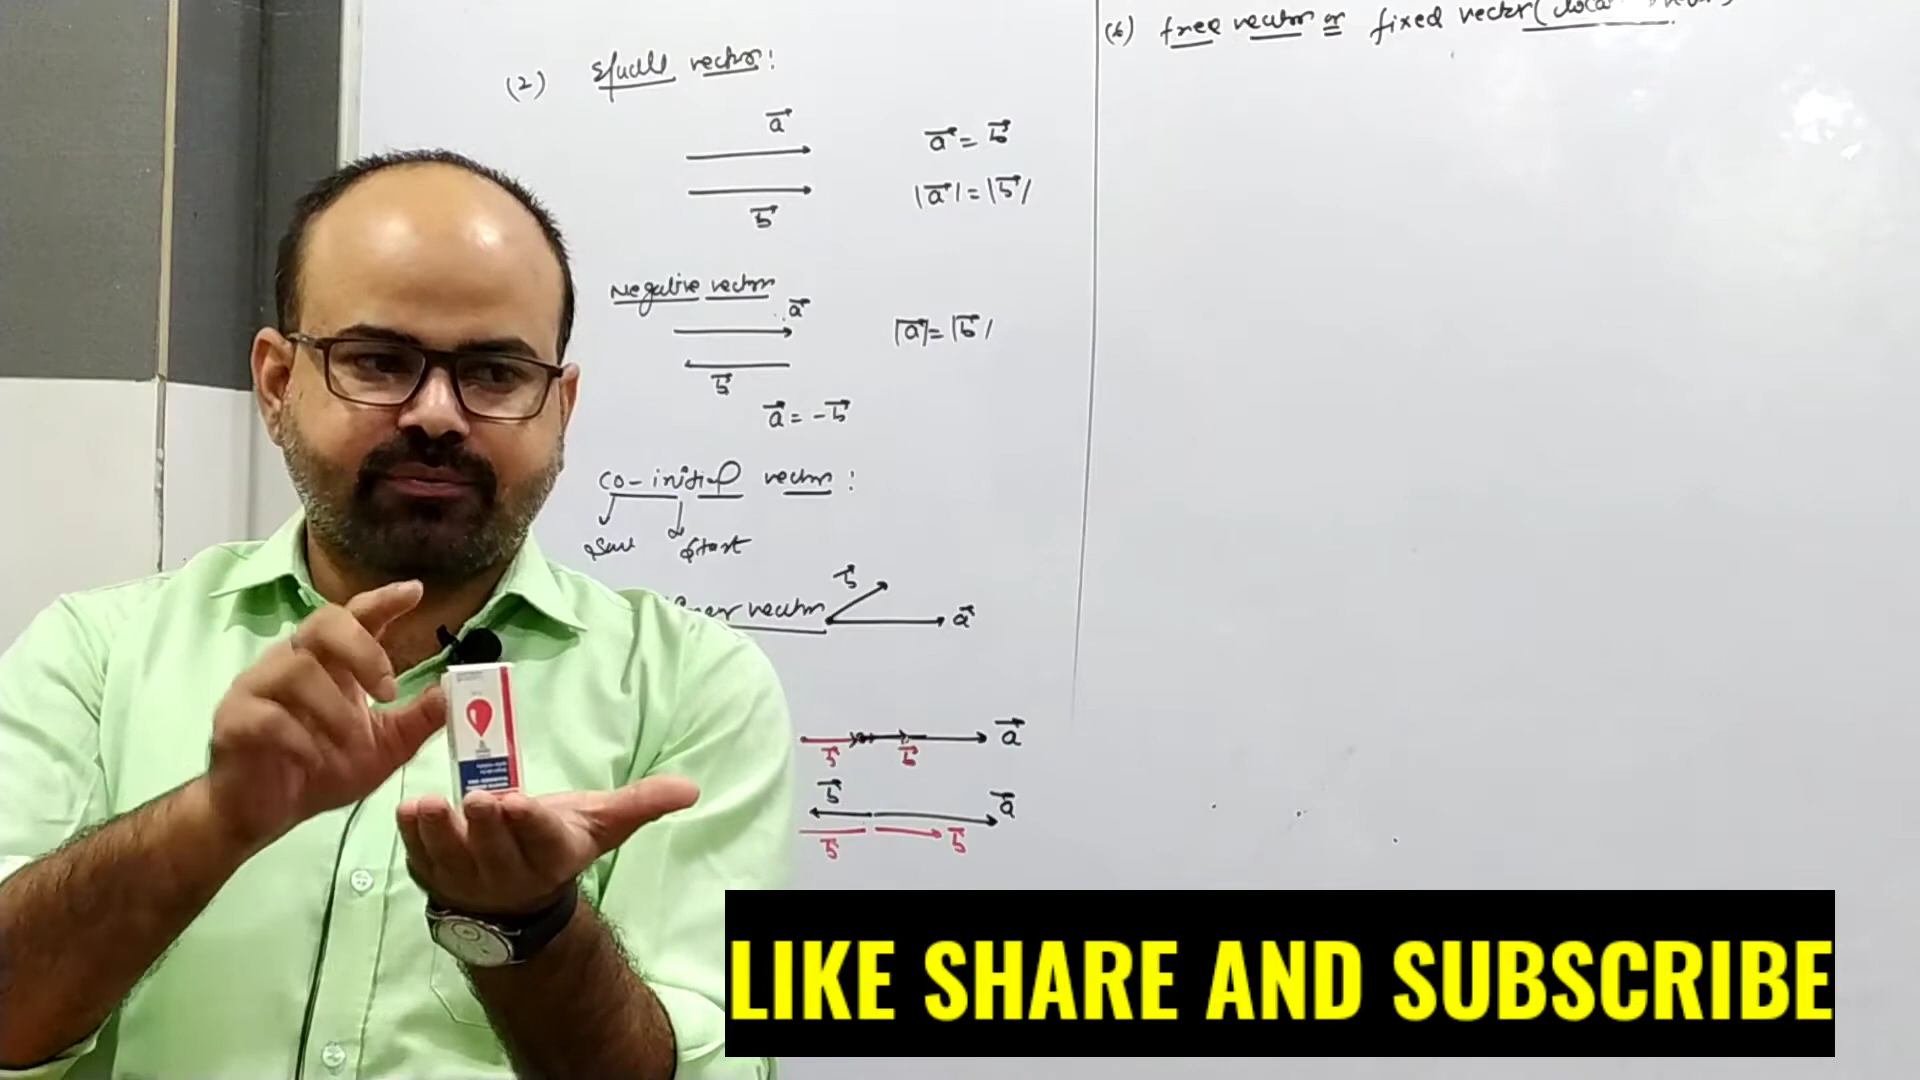 (2) Equall vector:
a⃗
a⃗ = b⃗
|a⃗| = |b⃗|
b⃗
Negative vector
a⃗
|a⃗| = |b⃗|
b⃗
a⃗ = -b⃗
Co-initial vector:
Start
b⃗
vector
a⃗
b⃗ b⃗ a⃗
b⃗ a⃗
b⃗ b⃗
(6) free vector or fixed vector(
LIKE SHARE AND SUBSCRIBE